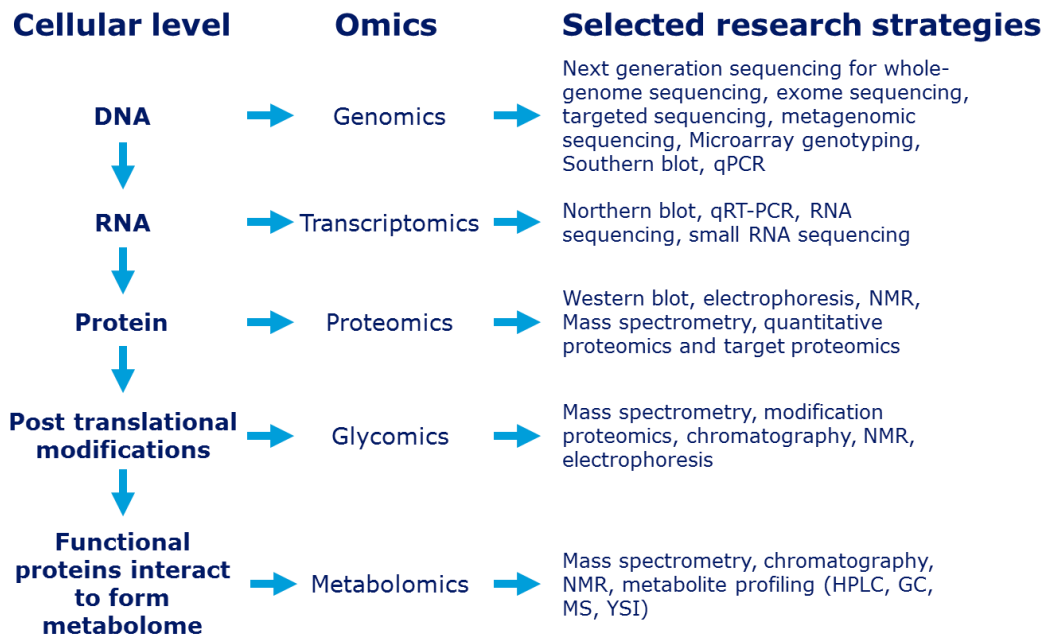 Cellular level
Omics
Selected research strategies
DNA
Genomics
Next generation sequencing for whole-
genome sequencing, exome sequencing,
targeted sequencing, metagenomic
sequencing, Microarray genotyping,
Southern blot, qPCR
RNA
Transcriptomics
Northern blot, qRT-PCR, RNA
sequencing, small RNA sequencing
Protein
Proteomics
Western blot, electrophoresis, NMR,
Mass spectrometry, quantitative
proteomics and target proteomics
Post translational
modifications
Glycomics
Mass spectrometry, modification
proteomics, chromatography, NMR,
electrophoresis
Functional
proteins interact
to form
metabolome
Metabolomics
Mass spectrometry, chromatography,
NMR, metabolite profiling (HPLC, GC,
MS, YSI)